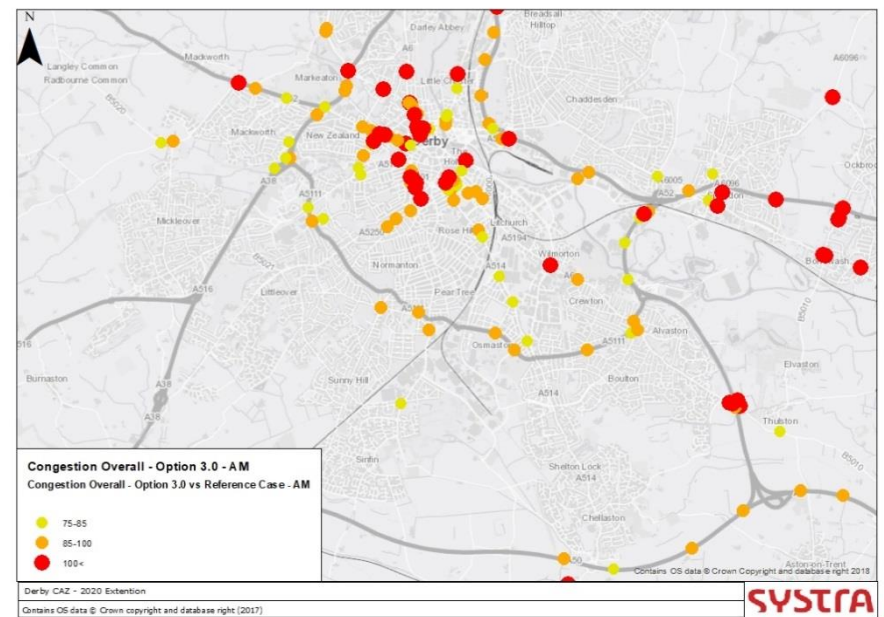 N
Darley Abbey
Breadsall
Hilltop
A6
Mackworth
Langley Common
Radbourne Common
Markeaton
Little Chester
A6096
B5020
Chaddesden
Mackworth
New Zealand
Derby
A38
A6005
A52
A6096
A5111
Mickleover
A5250
Rose Hill
Litchurch
A5194
Wilmorton
B5021
Normanton
A514
A6
Borrowash
Littleover
A516
Pear Tree
Crewton
B5010
A5111
Alvaston
Osmaston
A5111
Elvaston
Burnaston
Sunny Hill
Boulton
A38
A514
A38
Thulston
Sinfin
Shelton Lock
A514
B5010
Chellaston
A50
Aston-on-Trent
Congestion Overall - Option 3.0 - AM
Congestion Overall - Option 3.0 vs Reference Case - AM
75-85
85-100
100<
Contains OS data © Crown Copyright and database right 2018
Derby CAZ - 2020 Extention
Contains OS data © Crown copyright and database right (2017)
SYSTRA